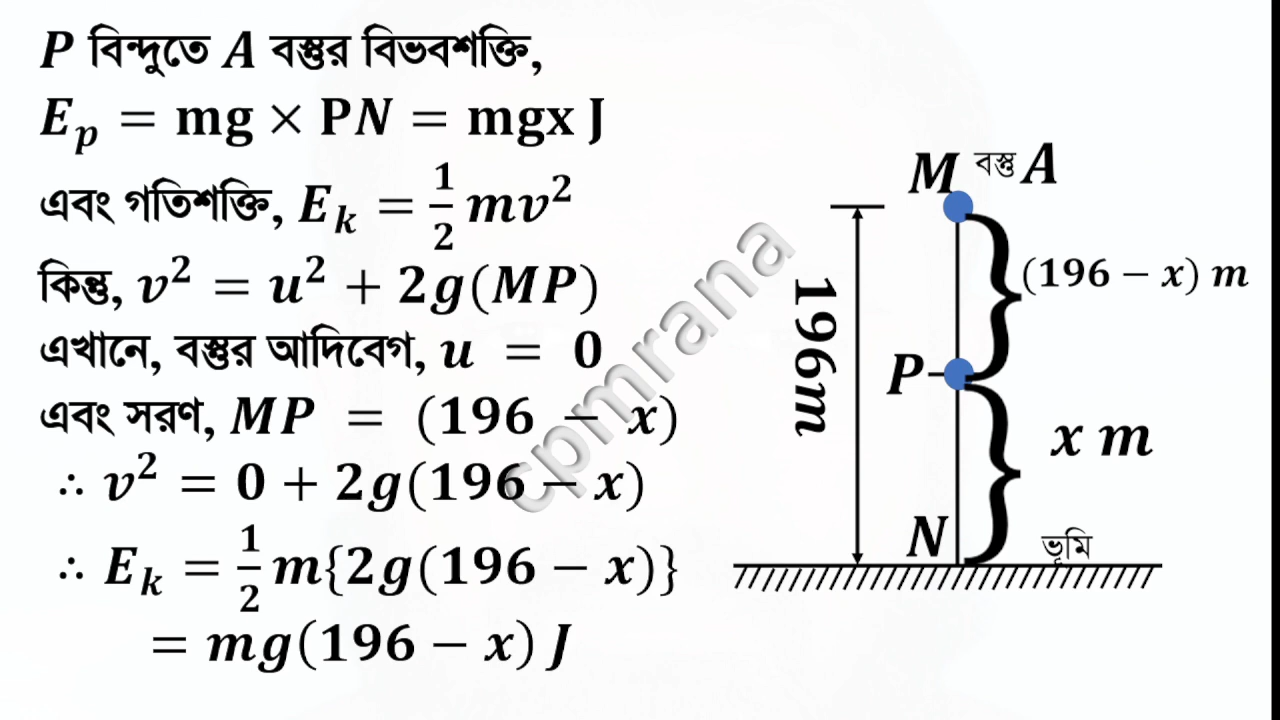 P বিন্দুতে A বস্তুর বিভবশক্তি,
E_p = mg × PN = mgx J
এবং গতিশক্তি, E_k = 1/2 mv²
কিন্তু, v² = u² + 2g(MP)
এখানে, বস্তুর আদিবেগ, u = 0
এবং সরণ, MP = (196 − x)
∴ v² = 0 + 2g(196 − x)
∴ E_k = 1/2 m{2g(196 − x)}
= mg(196 − x) J
cpmrana
M বস্তু A
(196 − x) m
196m
P
x m
N
ভূমি